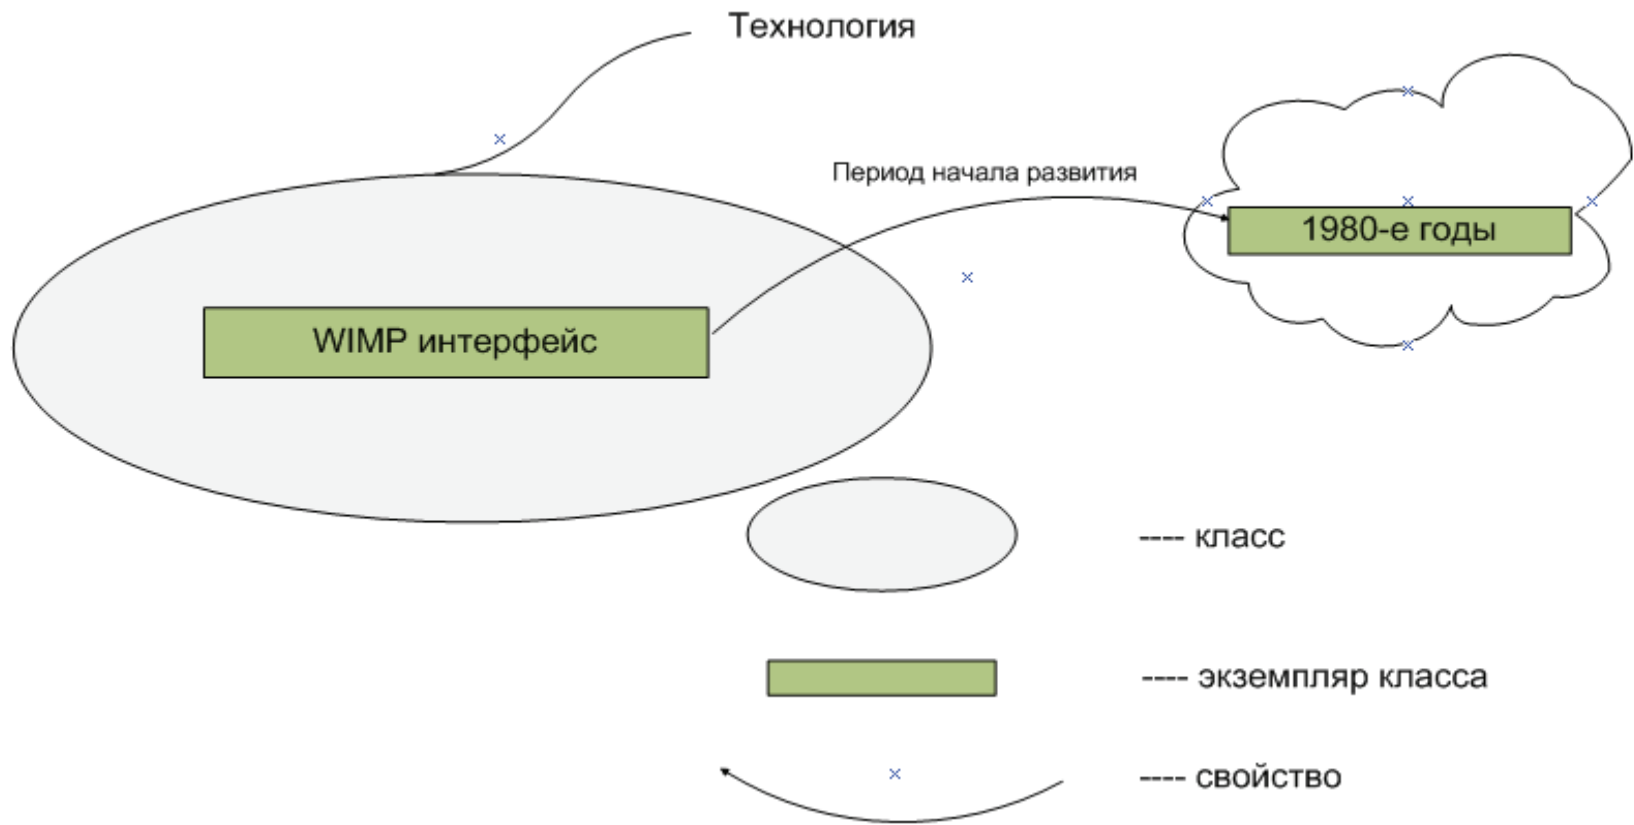 Технология
Период начала развития
1980-е годы
WIMP интерфейс
---- класс
---- экземпляр класса
---- свойство